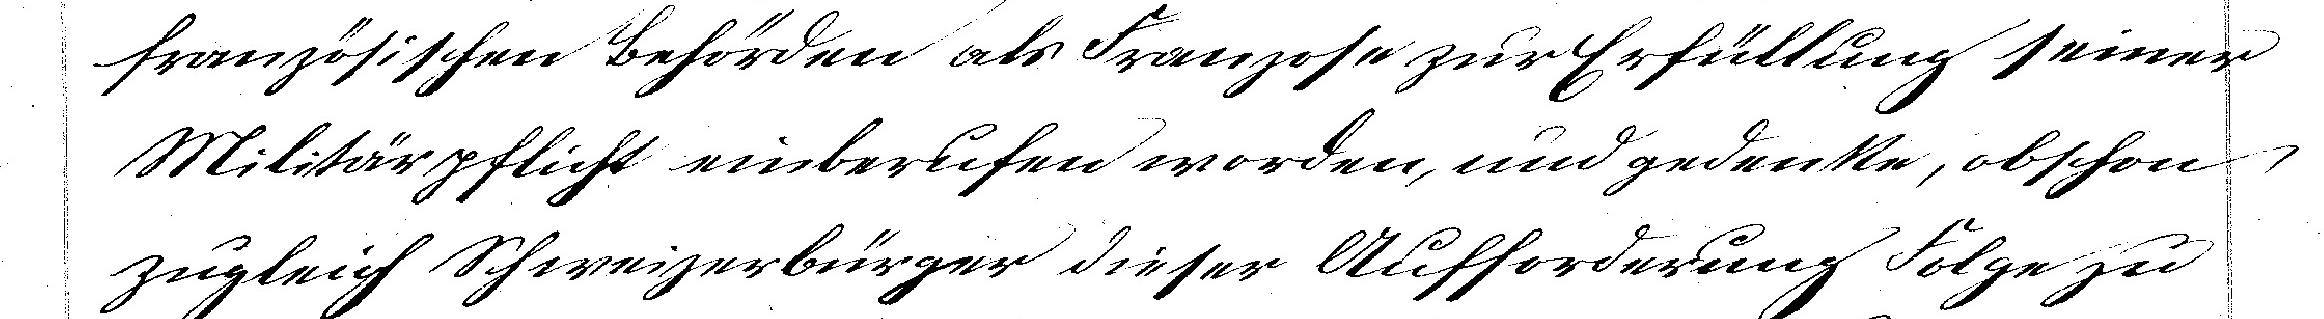 französischen Behörden als Franzose zur Erfüllung seiner
Militärpflicht einberufen worden, und gedenke, obschon
zugleich Schweizerbürger dieser Aufforderung Folge zu